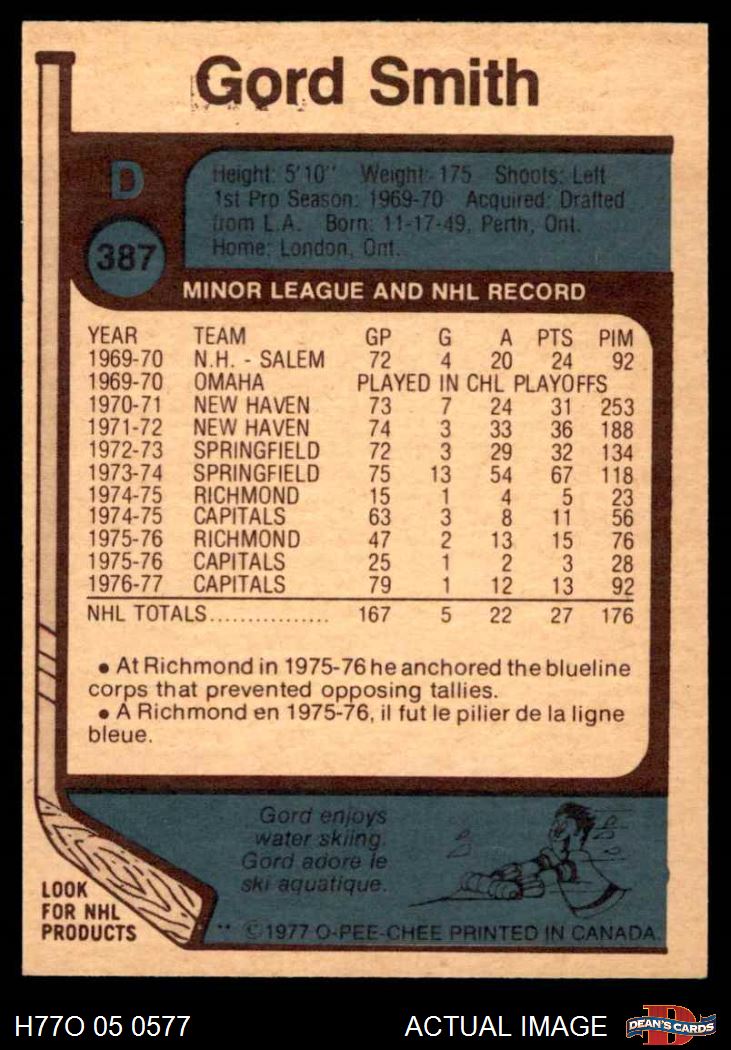 Gord Smith
D
Height: 5'10" Weight: 175 Shoots: Left
1st Pro Season: 1969-70 Acquired: Drafted
from L.A. Born: 11-17-49, Perth, Ont.
Home: London, Ont.
387
MINOR LEAGUE AND NHL RECORD
YEAR TEAM GP G A PTS PIM
1969-70 N.H. - SALEM 72 4 20 24 92
1969-70 OMAHA PLAYED IN CHL PLAYOFFS
1970-71 NEW HAVEN 73 7 24 31 253
1971-72 NEW HAVEN 74 3 33 36 188
1972-73 SPRINGFIELD 72 3 29 32 134
1973-74 SPRINGFIELD 75 13 54 67 118
1974-75 RICHMOND 15 1 4 5 23
1974-75 CAPITALS 63 3 8 11 56
1975-76 RICHMOND 47 2 13 15 76
1975-76 CAPITALS 25 1 2 3 28
1976-77 CAPITALS 79 1 12 13 92
NHL TOTALS................ 167 5 22 27 176
• At Richmond in 1975-76 he anchored the blueline
corps that prevented opposing tallies.
• A Richmond en 1975-76, il fut le pilier de la ligne
bleue.
Gord enjoys
water skiing.
Gord adore le
ski aquatique.
LOOK
FOR NHL
PRODUCTS
** ©1977 O-PEE-CHEE PRINTED IN CANADA.
H77O 05 0577 ACTUAL IMAGE
D
DEAN'S CARDS